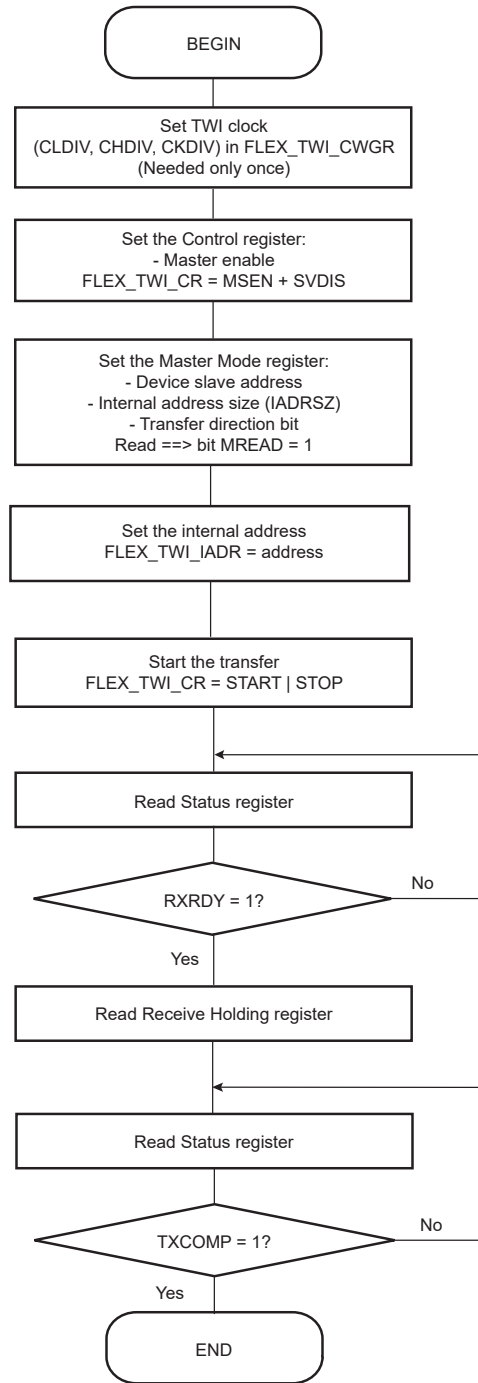 BEGIN
Set TWI clock
(CLDIV, CHDIV, CKDIV) in FLEX_TWI_CWGR
(Needed only once)
Set the Control register:
- Master enable
FLEX_TWI_CR = MSEN + SVDIS
Set the Master Mode register:
- Device slave address
- Internal address size (IADRSZ)
- Transfer direction bit
Read ==> bit MREAD = 1
Set the internal address
FLEX_TWI_IADR = address
Start the transfer
FLEX_TWI_CR = START | STOP
Read Status register
RXRDY = 1?
No
Yes
Read Receive Holding register
Read Status register
TXCOMP = 1?
No
Yes
END